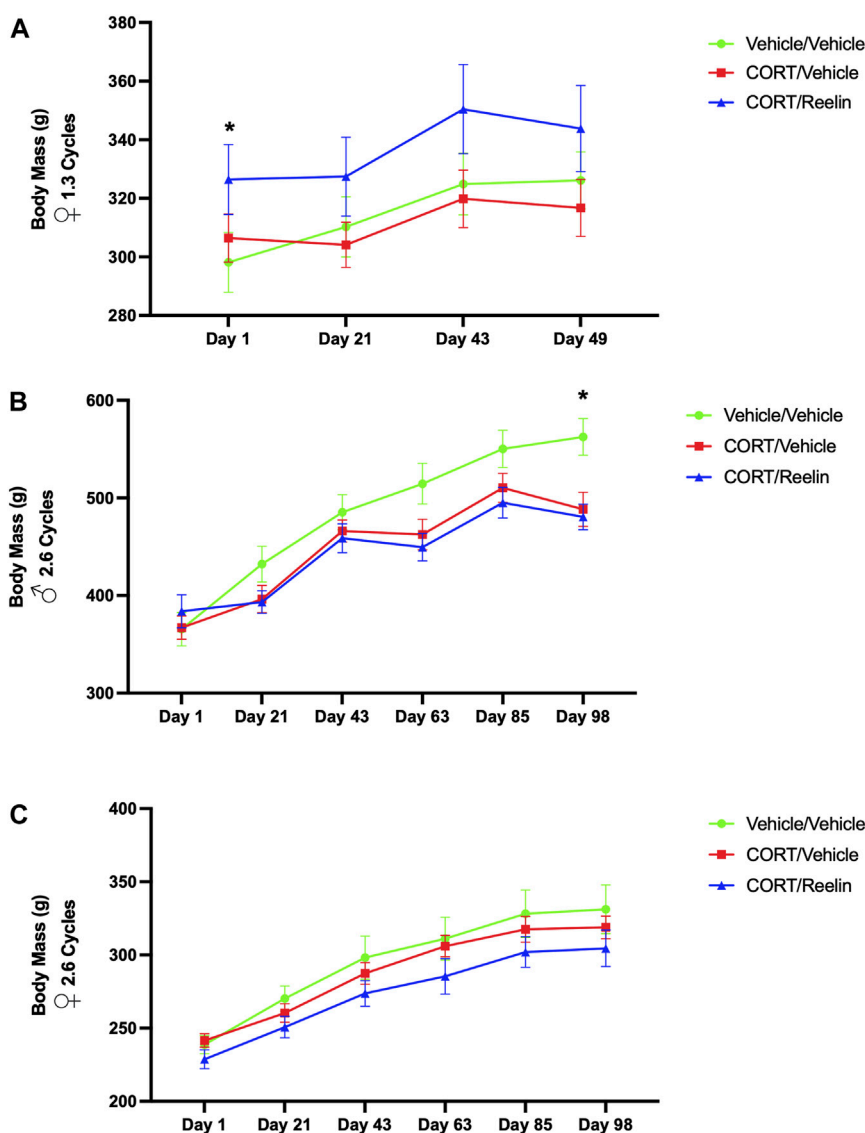 A
Body Mass (g)
♀ 1.3 Cycles
380
360
340
320
300
280
*
Day 1 Day 21 Day 43 Day 49
Vehicle/Vehicle
CORT/Vehicle
CORT/Reelin
B
Body Mass (g)
♂ 2.6 Cycles
600
500
400
300
*
Day 1 Day 21 Day 43 Day 63 Day 85 Day 98
Vehicle/Vehicle
CORT/Vehicle
CORT/Reelin
C
Body Mass (g)
♀ 2.6 Cycles
400
350
300
250
200
Day 1 Day 21 Day 43 Day 63 Day 85 Day 98
Vehicle/Vehicle
CORT/Vehicle
CORT/Reelin